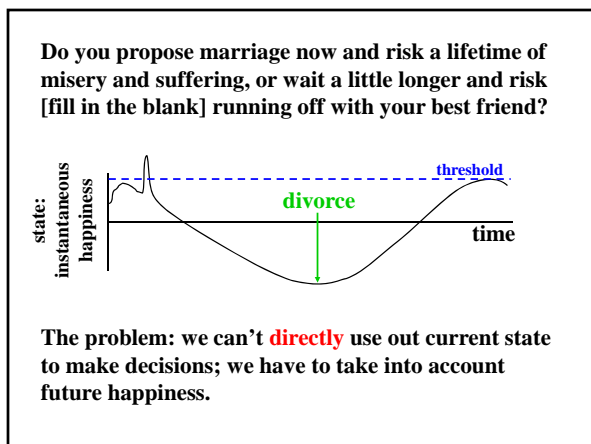 Do you propose marriage now and risk a lifetime of
misery and suffering, or wait a little longer and risk
[fill in the blank] running off with your best friend?
state:
instantaneous
happiness
threshold
divorce
time
The problem: we can't directly use out current state
to make decisions; we have to take into account
future happiness.